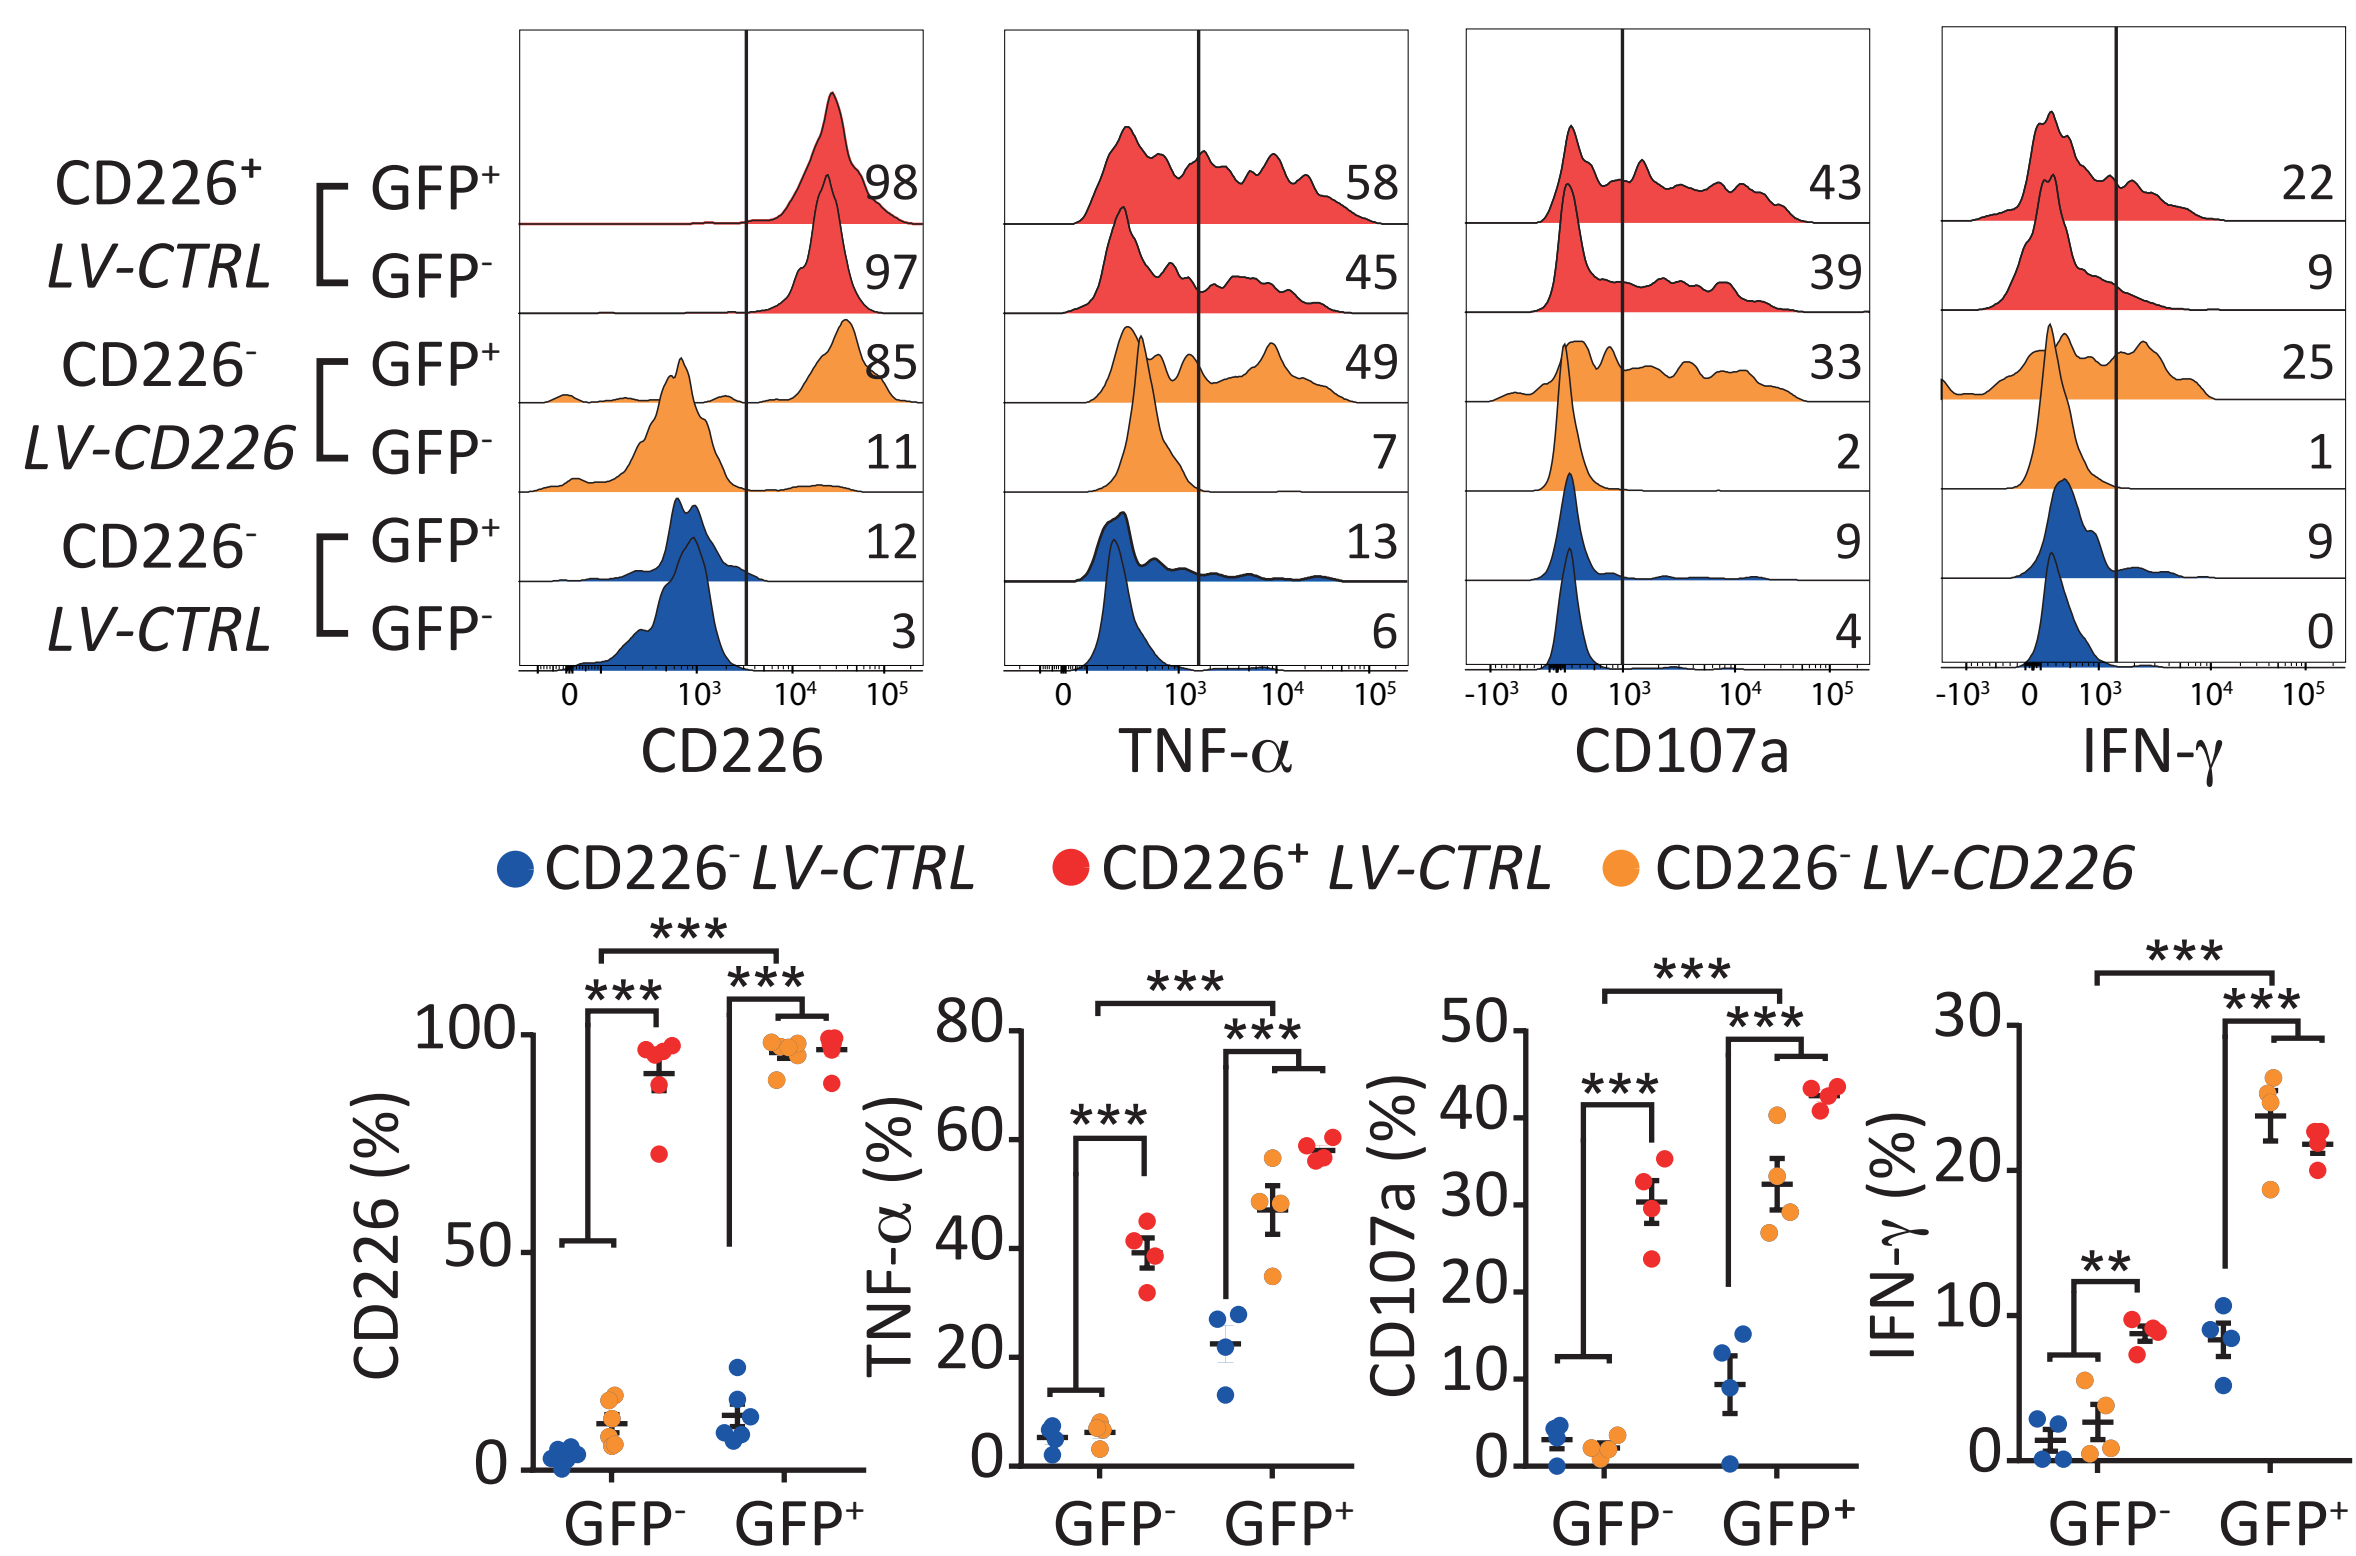 CD226⁺ LV-CTRL
GFP⁺ 98 58 43 22
GFP⁻ 97 45 39 9
CD226⁻ LV-CD226
GFP⁺ 85 49 33 25
GFP⁻ 11 7 2 1
CD226⁻ LV-CTRL
GFP⁺ 12 13 9 9
GFP⁻ 3 6 4 0
0 10³ 10⁴ 10⁵
0 10³ 10⁴ 10⁵
-10³ 0 10³ 10⁴ 10⁵
-10³ 0 10³ 10⁴ 10⁵
CD226 TNF-α CD107a IFN-γ
CD226⁻ LV-CTRL CD226⁺ LV-CTRL CD226⁻ LV-CD226
CD226 (%)
100
50
0
***
***
***
GFP⁻ GFP⁺
TNF-α (%)
80
60
40
20
0
***
***
***
GFP⁻ GFP⁺
CD107a (%)
50
40
30
20
10
0
***
***
***
GFP⁻ GFP⁺
IFN-γ (%)
30
20
10
0
***
***
**
GFP⁻ GFP⁺